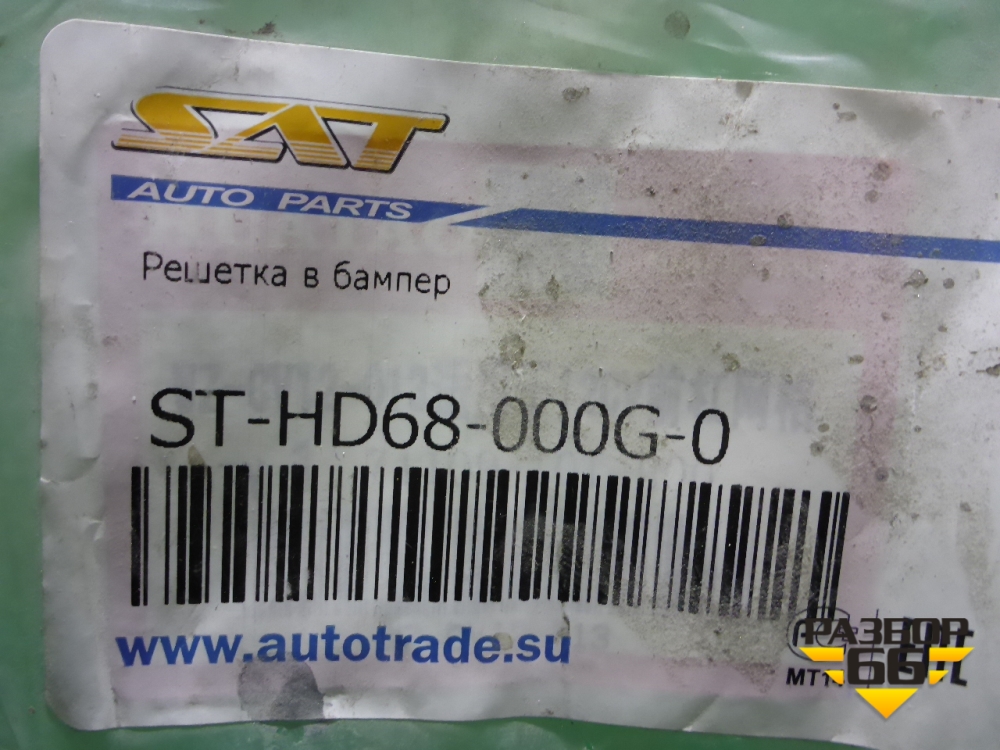 SAT
AUTO PARTS
Решетка в бампер
ST-HD68-000G-0
www.autotrade.su
РАЗБОР
66